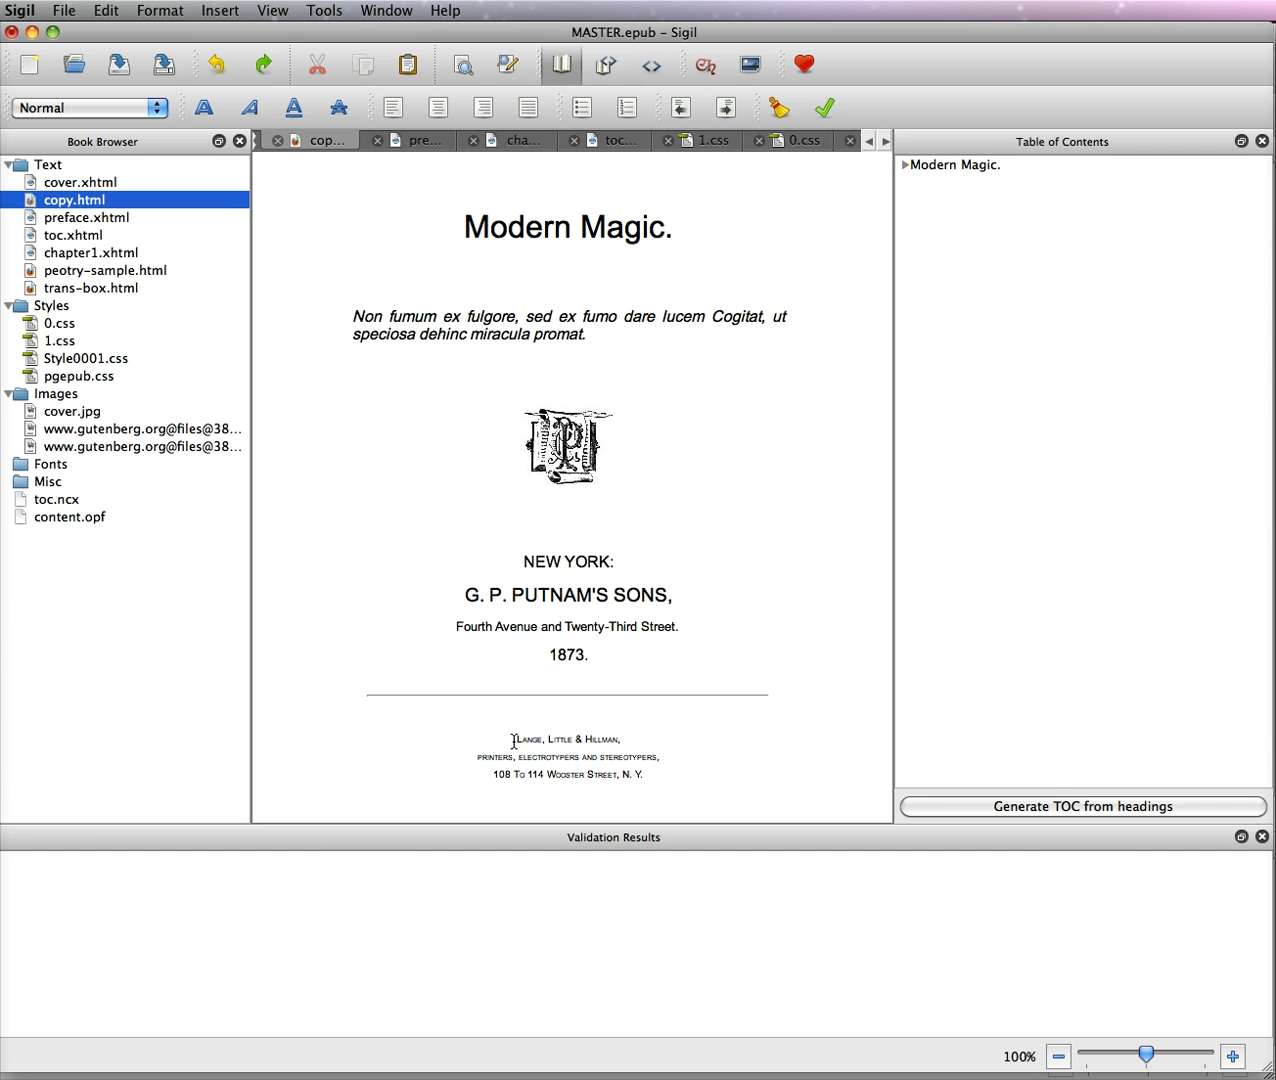 Sigil File Edit Format Insert View Tools Window Help
MASTER.epub – Sigil
Normal
Book Browser
cop... pre... cha... toc... 1.css 0.css
Table of Contents
Text
cover.xhtml
copy.html
preface.xhtml
toc.xhtml
chapter1.xhtml
peotry-sample.html
trans-box.html
Styles
0.css
1.css
Style0001.css
pgepub.css
Images
cover.jpg
www.gutenberg.org@files@38...
www.gutenberg.org@files@38...
Fonts
Misc
toc.ncx
content.opf
Modern Magic.
Non fumum ex fulgore, sed ex fumo dare lucem Cogitat, ut
speciosa dehinc miracula promat.
NEW YORK:
G. P. PUTNAM'S SONS,
Fourth Avenue and Twenty-Third Street.
1873.
Lange, Little & Hillman,
printers, electrotypers and stereotypers,
108 To 114 Wooster Street, N. Y.
Modern Magic.
Generate TOC from headings
Validation Results
100%